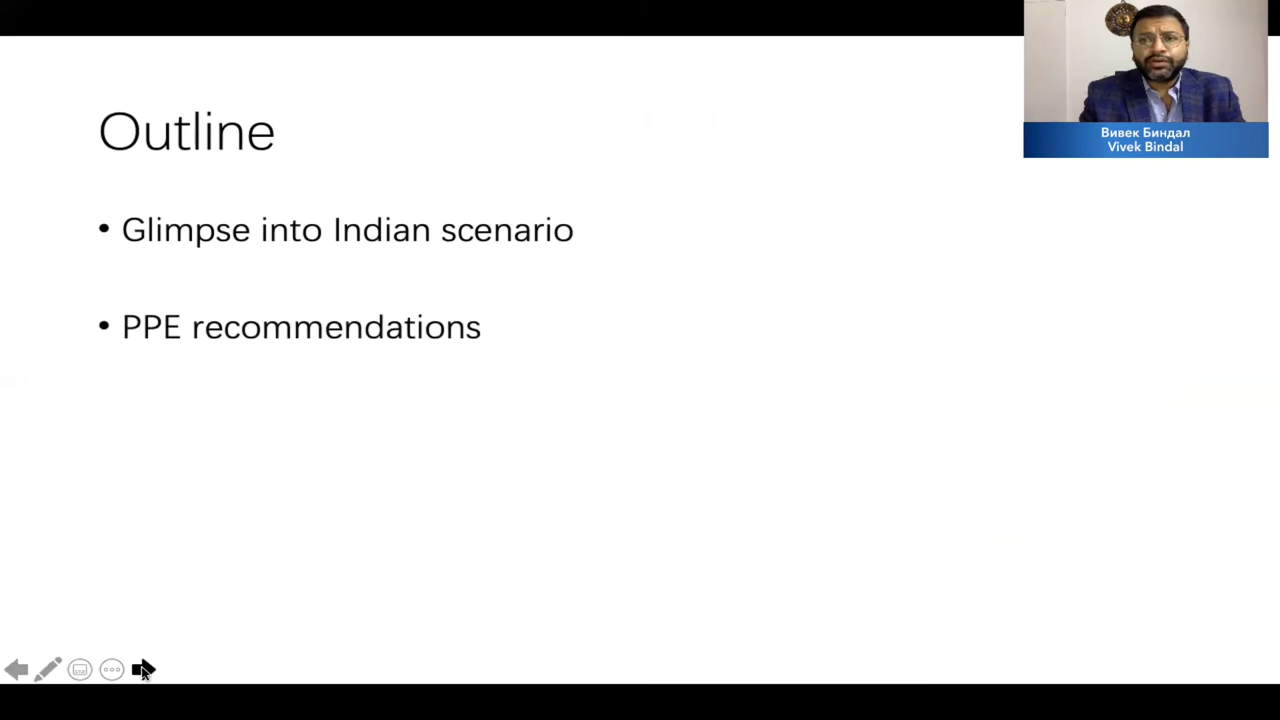 Outline
• Glimpse into Indian scenario
• PPE recommendations
Вивек Биндал
Vivek Bindal